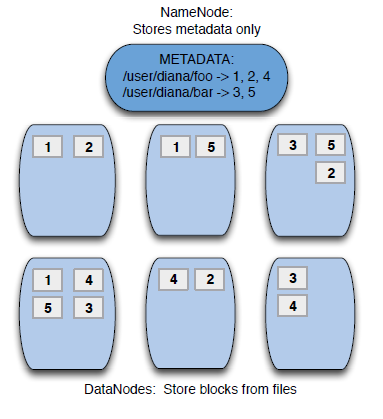 NameNode:
Stores metadata only
METADATA:
/user/diana/foo -> 1, 2, 4
/user/diana/bar -> 3, 5
1 2
1 5
3 5
2
1 4
5 3
4 2
3
4
DataNodes: Store blocks from files